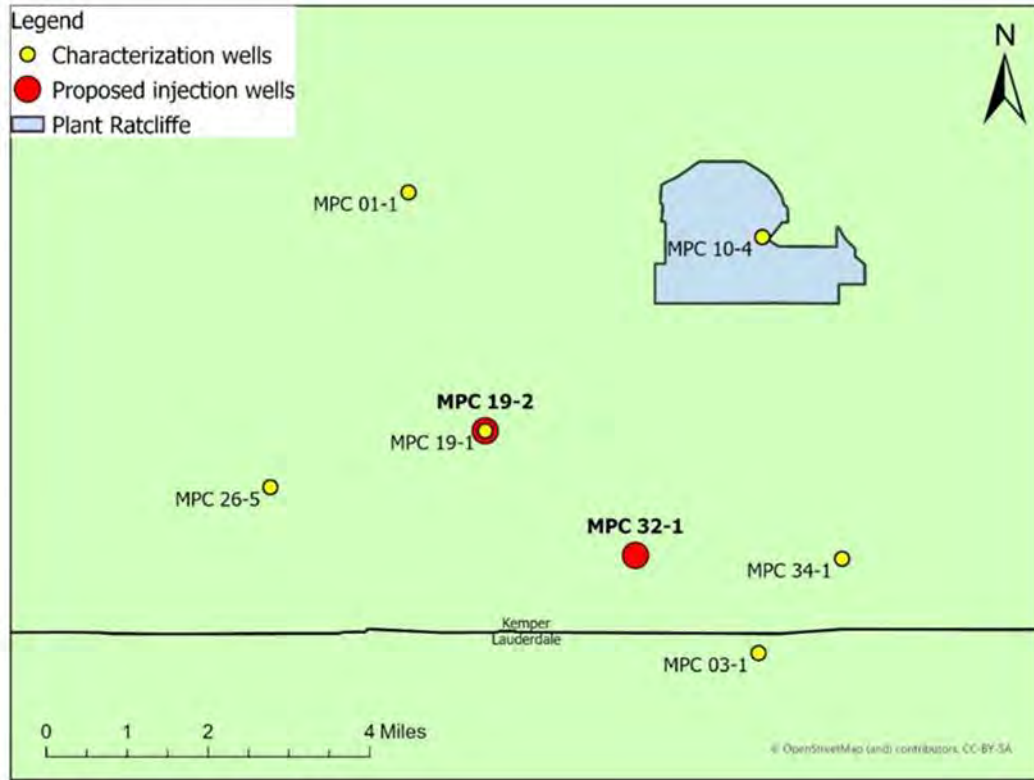 Legend
Characterization wells
Proposed injection wells
Plant Ratcliffe
N
MPC 01-1
MPC 10-4
MPC 19-2
MPC 19-1
MPC 26-5
MPC 32-1
MPC 34-1
Kemper
Lauderdale
MPC 03-1
0 1 2 4 Miles
© OpenStreetMap (and) contributors, CC-BY-SA